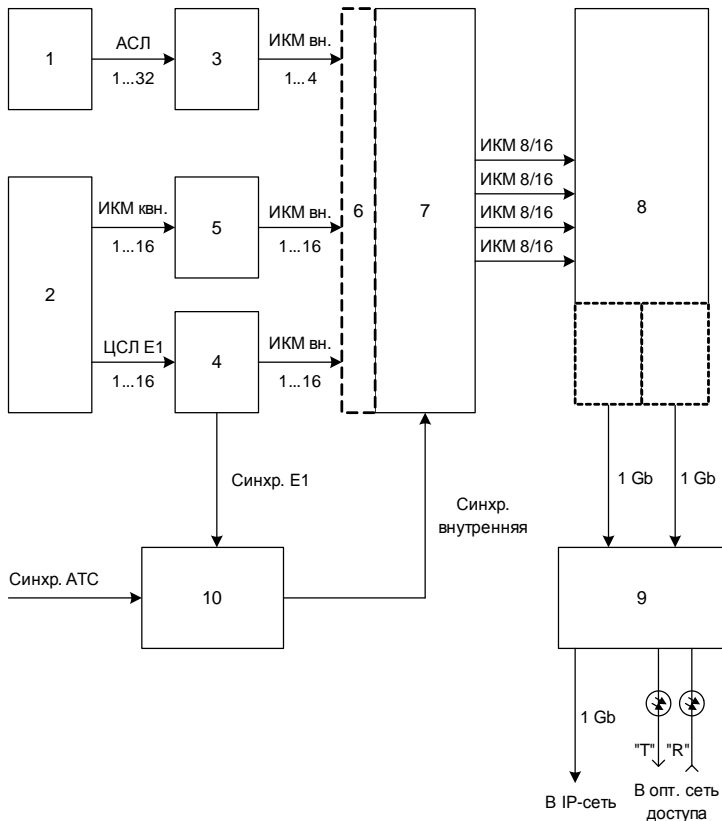 1
АСЛ
1...32
3
ИКМ вн.
1...4
2
ИКМ квн.
1...16
5
ИКМ вн.
1...16
ЦСЛ E1
1...16
4
ИКМ вн.
1...16
6
7
ИКМ 8/16
ИКМ 8/16
ИКМ 8/16
ИКМ 8/16
8
Синхр. E1
Синхр.
внутренняя
1 Gb
1 Gb
Синхр. АТС
10
9
1 Gb
"T"
"R"
В IP-сеть
В опт. сеть
доступа